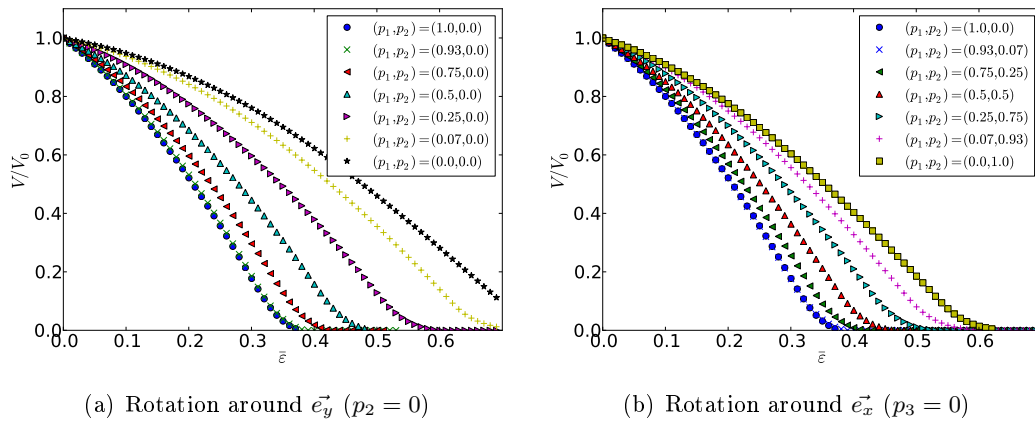 1.0
0.8
0.6
0.4
0.2
0.0
V/V₀
0.0 0.1 0.2 0.3 0.4 0.5 0.6
ε̄
(p₁,p₂)=(1.0,0.0)
(p₁,p₂)=(0.93,0.0)
(p₁,p₂)=(0.75,0.0)
(p₁,p₂)=(0.5,0.0)
(p₁,p₂)=(0.25,0.0)
(p₁,p₂)=(0.07,0.0)
(p₁,p₂)=(0.0,0.0)
(a) Rotation around e⃗_y (p₂ = 0)
1.0
0.8
0.6
0.4
0.2
0.0
V/V₀
0.0 0.1 0.2 0.3 0.4 0.5 0.6
ε̄
(p₁,p₂)=(1.0,0.0)
(p₁,p₂)=(0.93,0.07)
(p₁,p₂)=(0.75,0.25)
(p₁,p₂)=(0.5,0.5)
(p₁,p₂)=(0.25,0.75)
(p₁,p₂)=(0.07,0.93)
(p₁,p₂)=(0.0,1.0)
(b) Rotation around e⃗_x (p₃ = 0)